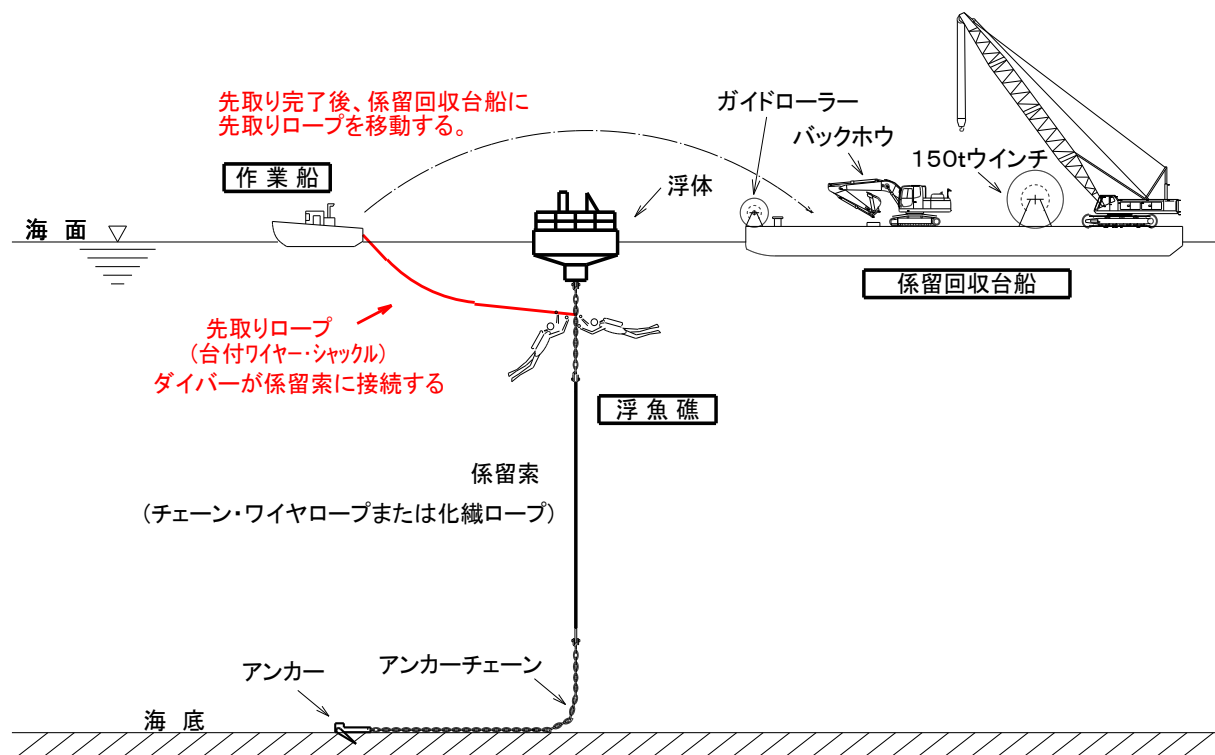 先取り完了後、係留回収台船に
先取りロープを移動する。
ガイドローラー
バックホウ
150tウインチ
作業船
浮体
海面
係留回収台船
先取りロープ
(台付ワイヤー・シャックル)
ダイバーが係留索に接続する
浮魚礁
係留索
(チェーン・ワイヤロープまたは化繊ロープ)
アンカー
アンカーチェーン
海底